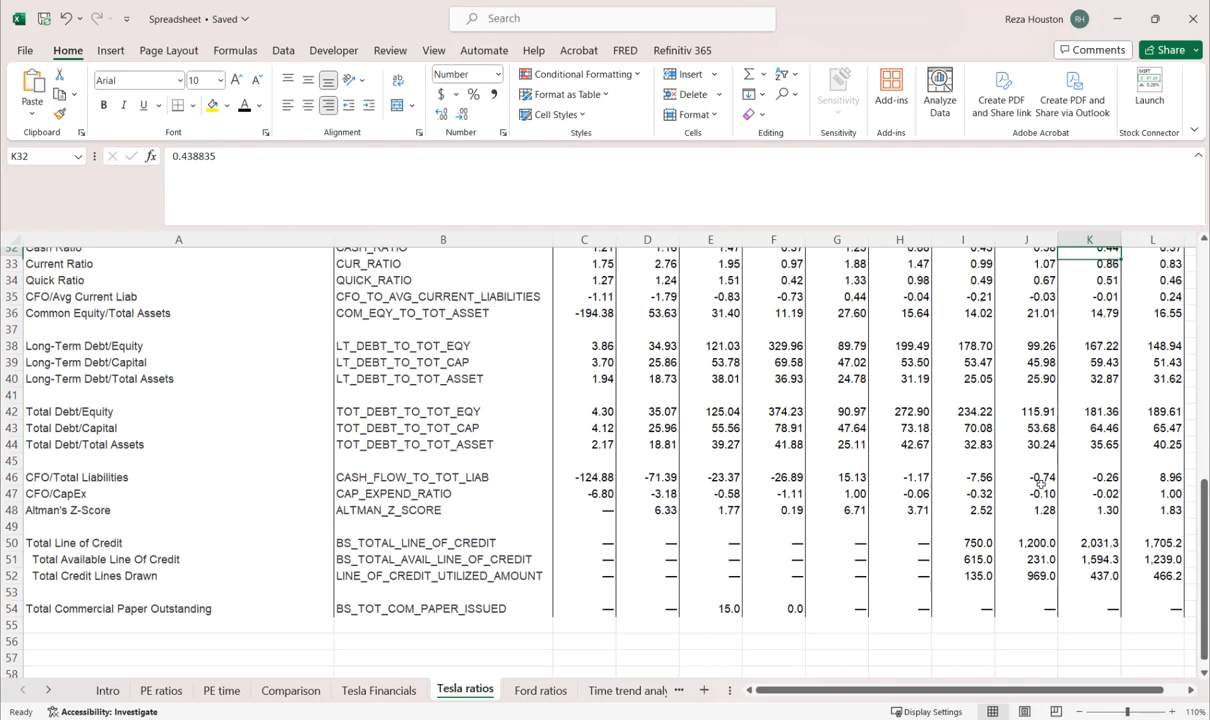 Spreadsheet • Saved
Search
Reza Houston
RH
File Home Insert Page Layout Formulas Data Developer Review View Automate Help Acrobat FRED Refinitiv 365
Comments
Share
Paste
Arial
10
B I U
Number
$ % ,
Conditional Formatting
Format as Table
Cell Styles
Insert
Delete
Format
Sensitivity
Add-ins
Analyze
Data
Create PDF
and Share link
Create PDF and
Share via Outlook
Launch
Clipboard Font Alignment Number Styles Cells Editing Sensitivity Add-ins Adobe Acrobat Stock Connector
K32
fx
0.438835
A B C D E F G H I J K L
33 Current Ratio CUR_RATIO 1.75 2.76 1.95 0.97 1.88 1.47 0.99 1.07 0.86 0.83
34 Quick Ratio QUICK_RATIO 1.27 1.24 1.51 0.42 1.33 0.98 0.49 0.67 0.51 0.46
35 CFO/Avg Current Liab CFO_TO_AVG_CURRENT_LIABILITIES -1.11 -1.79 -0.83 -0.73 0.44 -0.04 -0.21 -0.03 -0.01 0.24
36 Common Equity/Total Assets COM_EQY_TO_TOT_ASSET -194.38 53.63 31.40 11.19 27.60 15.64 14.02 21.01 14.79 16.55
37
38 Long-Term Debt/Equity LT_DEBT_TO_TOT_EQY 3.86 34.93 121.03 329.96 89.79 199.49 178.70 99.26 167.22 148.94
39 Long-Term Debt/Capital LT_DEBT_TO_TOT_CAP 3.70 25.86 53.78 69.58 47.02 53.50 53.47 45.98 59.43 51.43
40 Long-Term Debt/Total Assets LT_DEBT_TO_TOT_ASSET 1.94 18.73 38.01 36.93 24.78 31.19 25.05 25.90 32.87 31.62
41
42 Total Debt/Equity TOT_DEBT_TO_TOT_EQY 4.30 35.07 125.04 374.23 90.97 272.90 234.22 115.91 181.36 189.61
43 Total Debt/Capital TOT_DEBT_TO_TOT_CAP 4.12 25.96 55.56 78.91 47.64 73.18 70.08 53.68 64.46 65.47
44 Total Debt/Total Assets TOT_DEBT_TO_TOT_ASSET 2.17 18.81 39.27 41.88 25.11 42.67 32.83 30.24 35.65 40.25
45
46 CFO/Total Liabilities CASH_FLOW_TO_TOT_LIAB -124.88 -71.39 -23.37 -26.89 15.13 -1.17 -7.56 -0.74 -0.26 8.96
47 CFO/CapEx CAP_EXPEND_RATIO -6.80 -3.18 -0.58 -1.11 1.00 -0.06 -0.32 -0.10 -0.02 1.00
48 Altman's Z-Score ALTMAN_Z_SCORE — 6.33 1.77 0.19 6.71 3.71 2.52 1.28 1.30 1.83
49
50 Total Line of Credit BS_TOTAL_LINE_OF_CREDIT — — — — — — 750.0 1,200.0 2,031.3 1,705.2
51 Total Available Line Of Credit BS_TOTAL_AVAIL_LINE_OF_CREDIT — — — — — — 615.0 231.0 1,594.3 1,239.0
52 Total Credit Lines Drawn LINE_OF_CREDIT_UTILIZED_AMOUNT — — — — — — 135.0 969.0 437.0 466.2
53
54 Total Commercial Paper Outstanding BS_TOT_COM_PAPER_ISSUED — — 15.0 0.0 — — — — — —
55
56
57
58
Intro PE ratios PE time Comparison Tesla Financials Tesla ratios Ford ratios Time trend analy
Ready Accessibility: Investigate Display Settings 110%